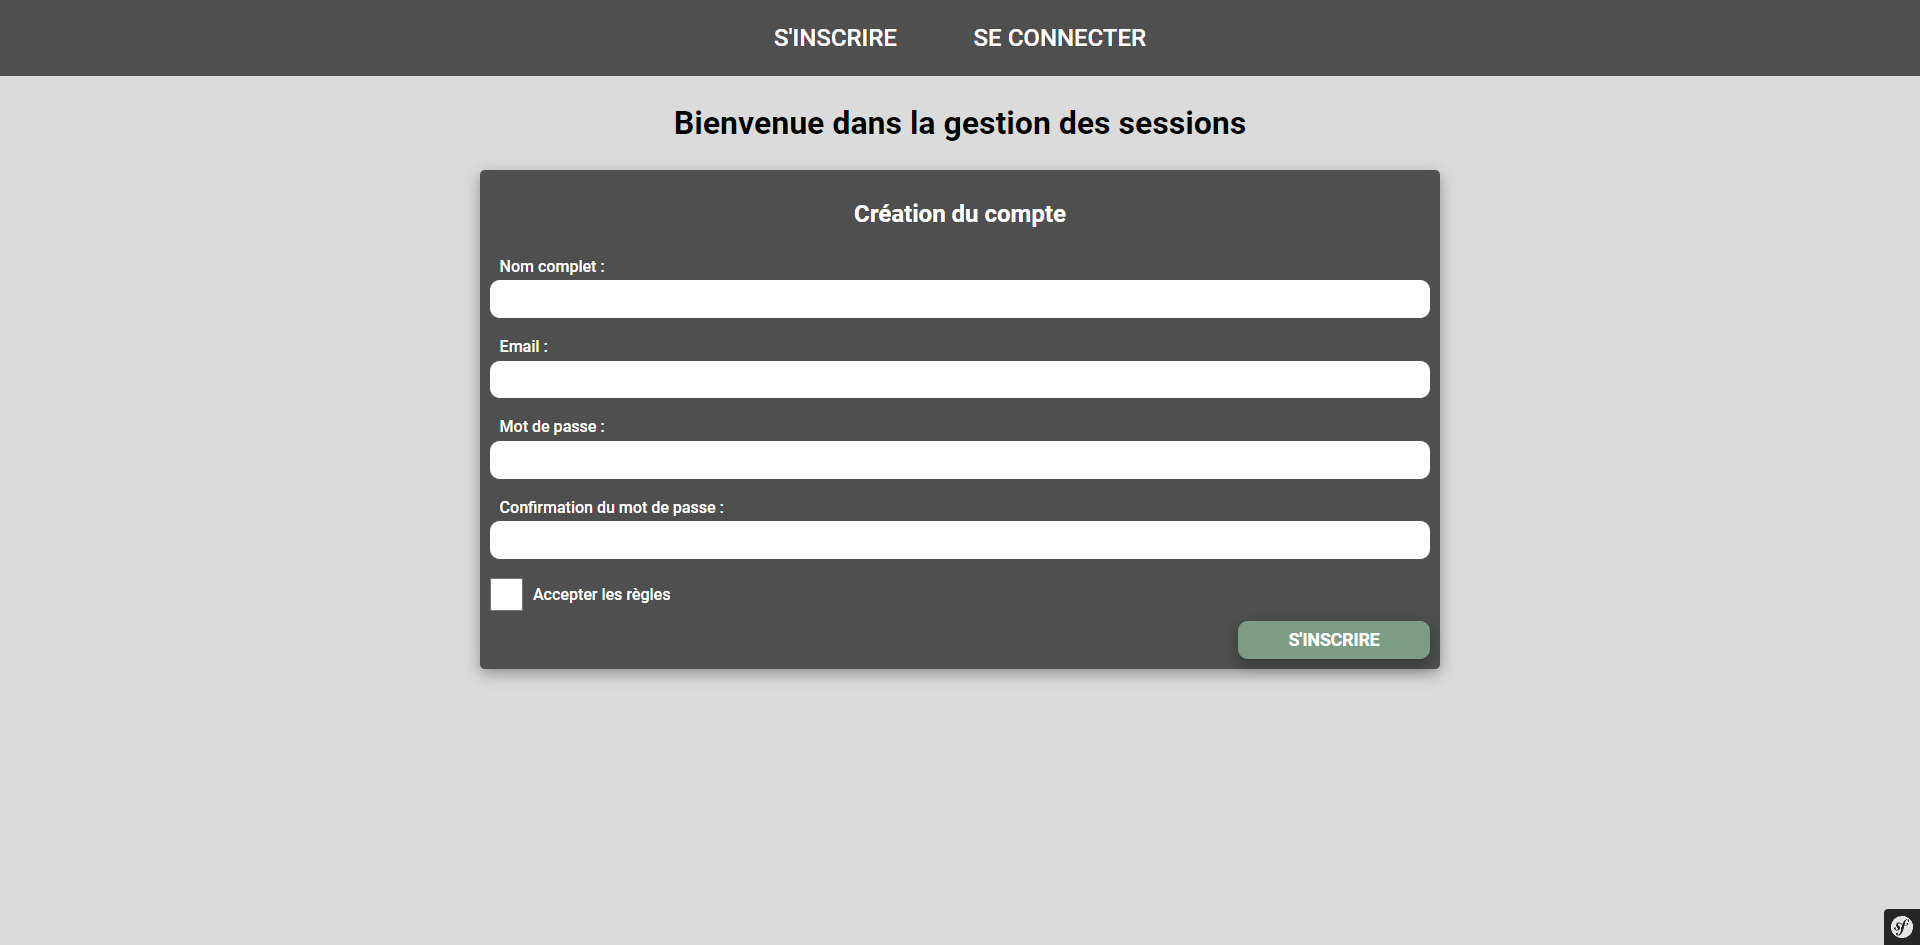 S'INSCRIRE SE CONNECTER
Bienvenue dans la gestion des sessions
Création du compte
Nom complet :
Email :
Mot de passe :
Confirmation du mot de passe :
Accepter les règles
S'INSCRIRE
sf